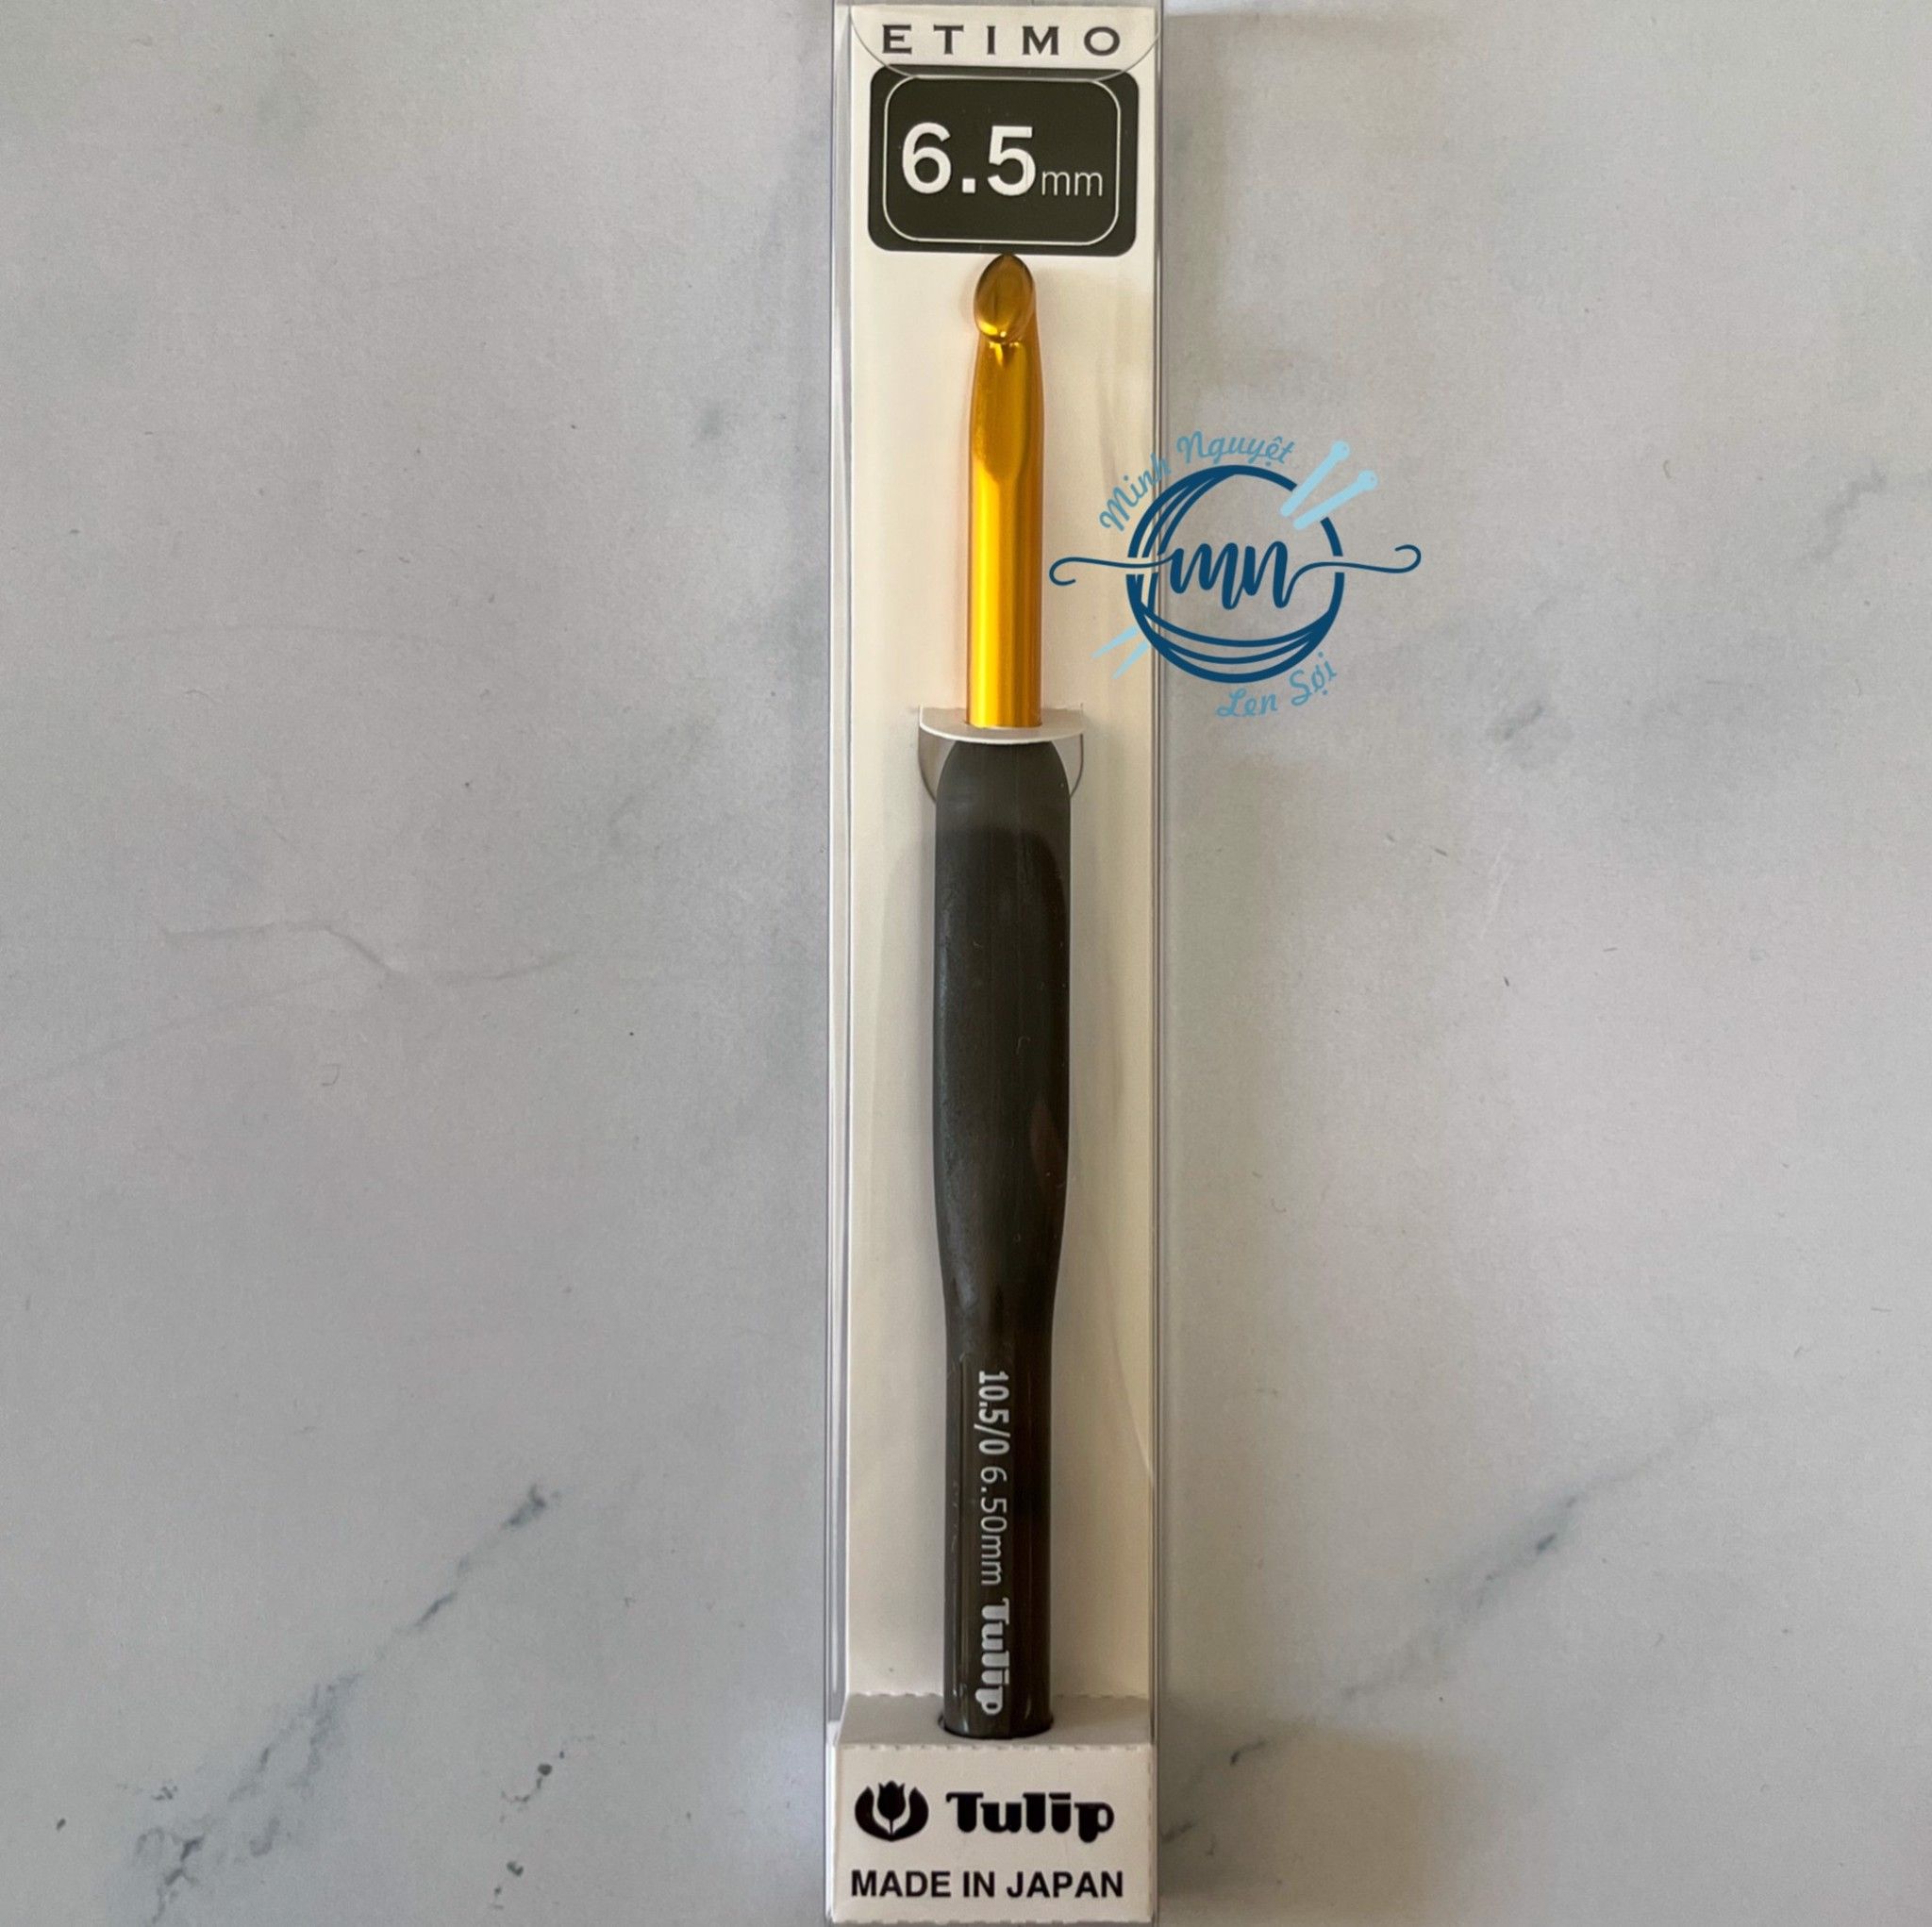 ETIMO
6.5mm
Minh Nguyệt
mn
Len Sợi
10.5/0 6.50mm Tulip
Tulip
MADE IN JAPAN